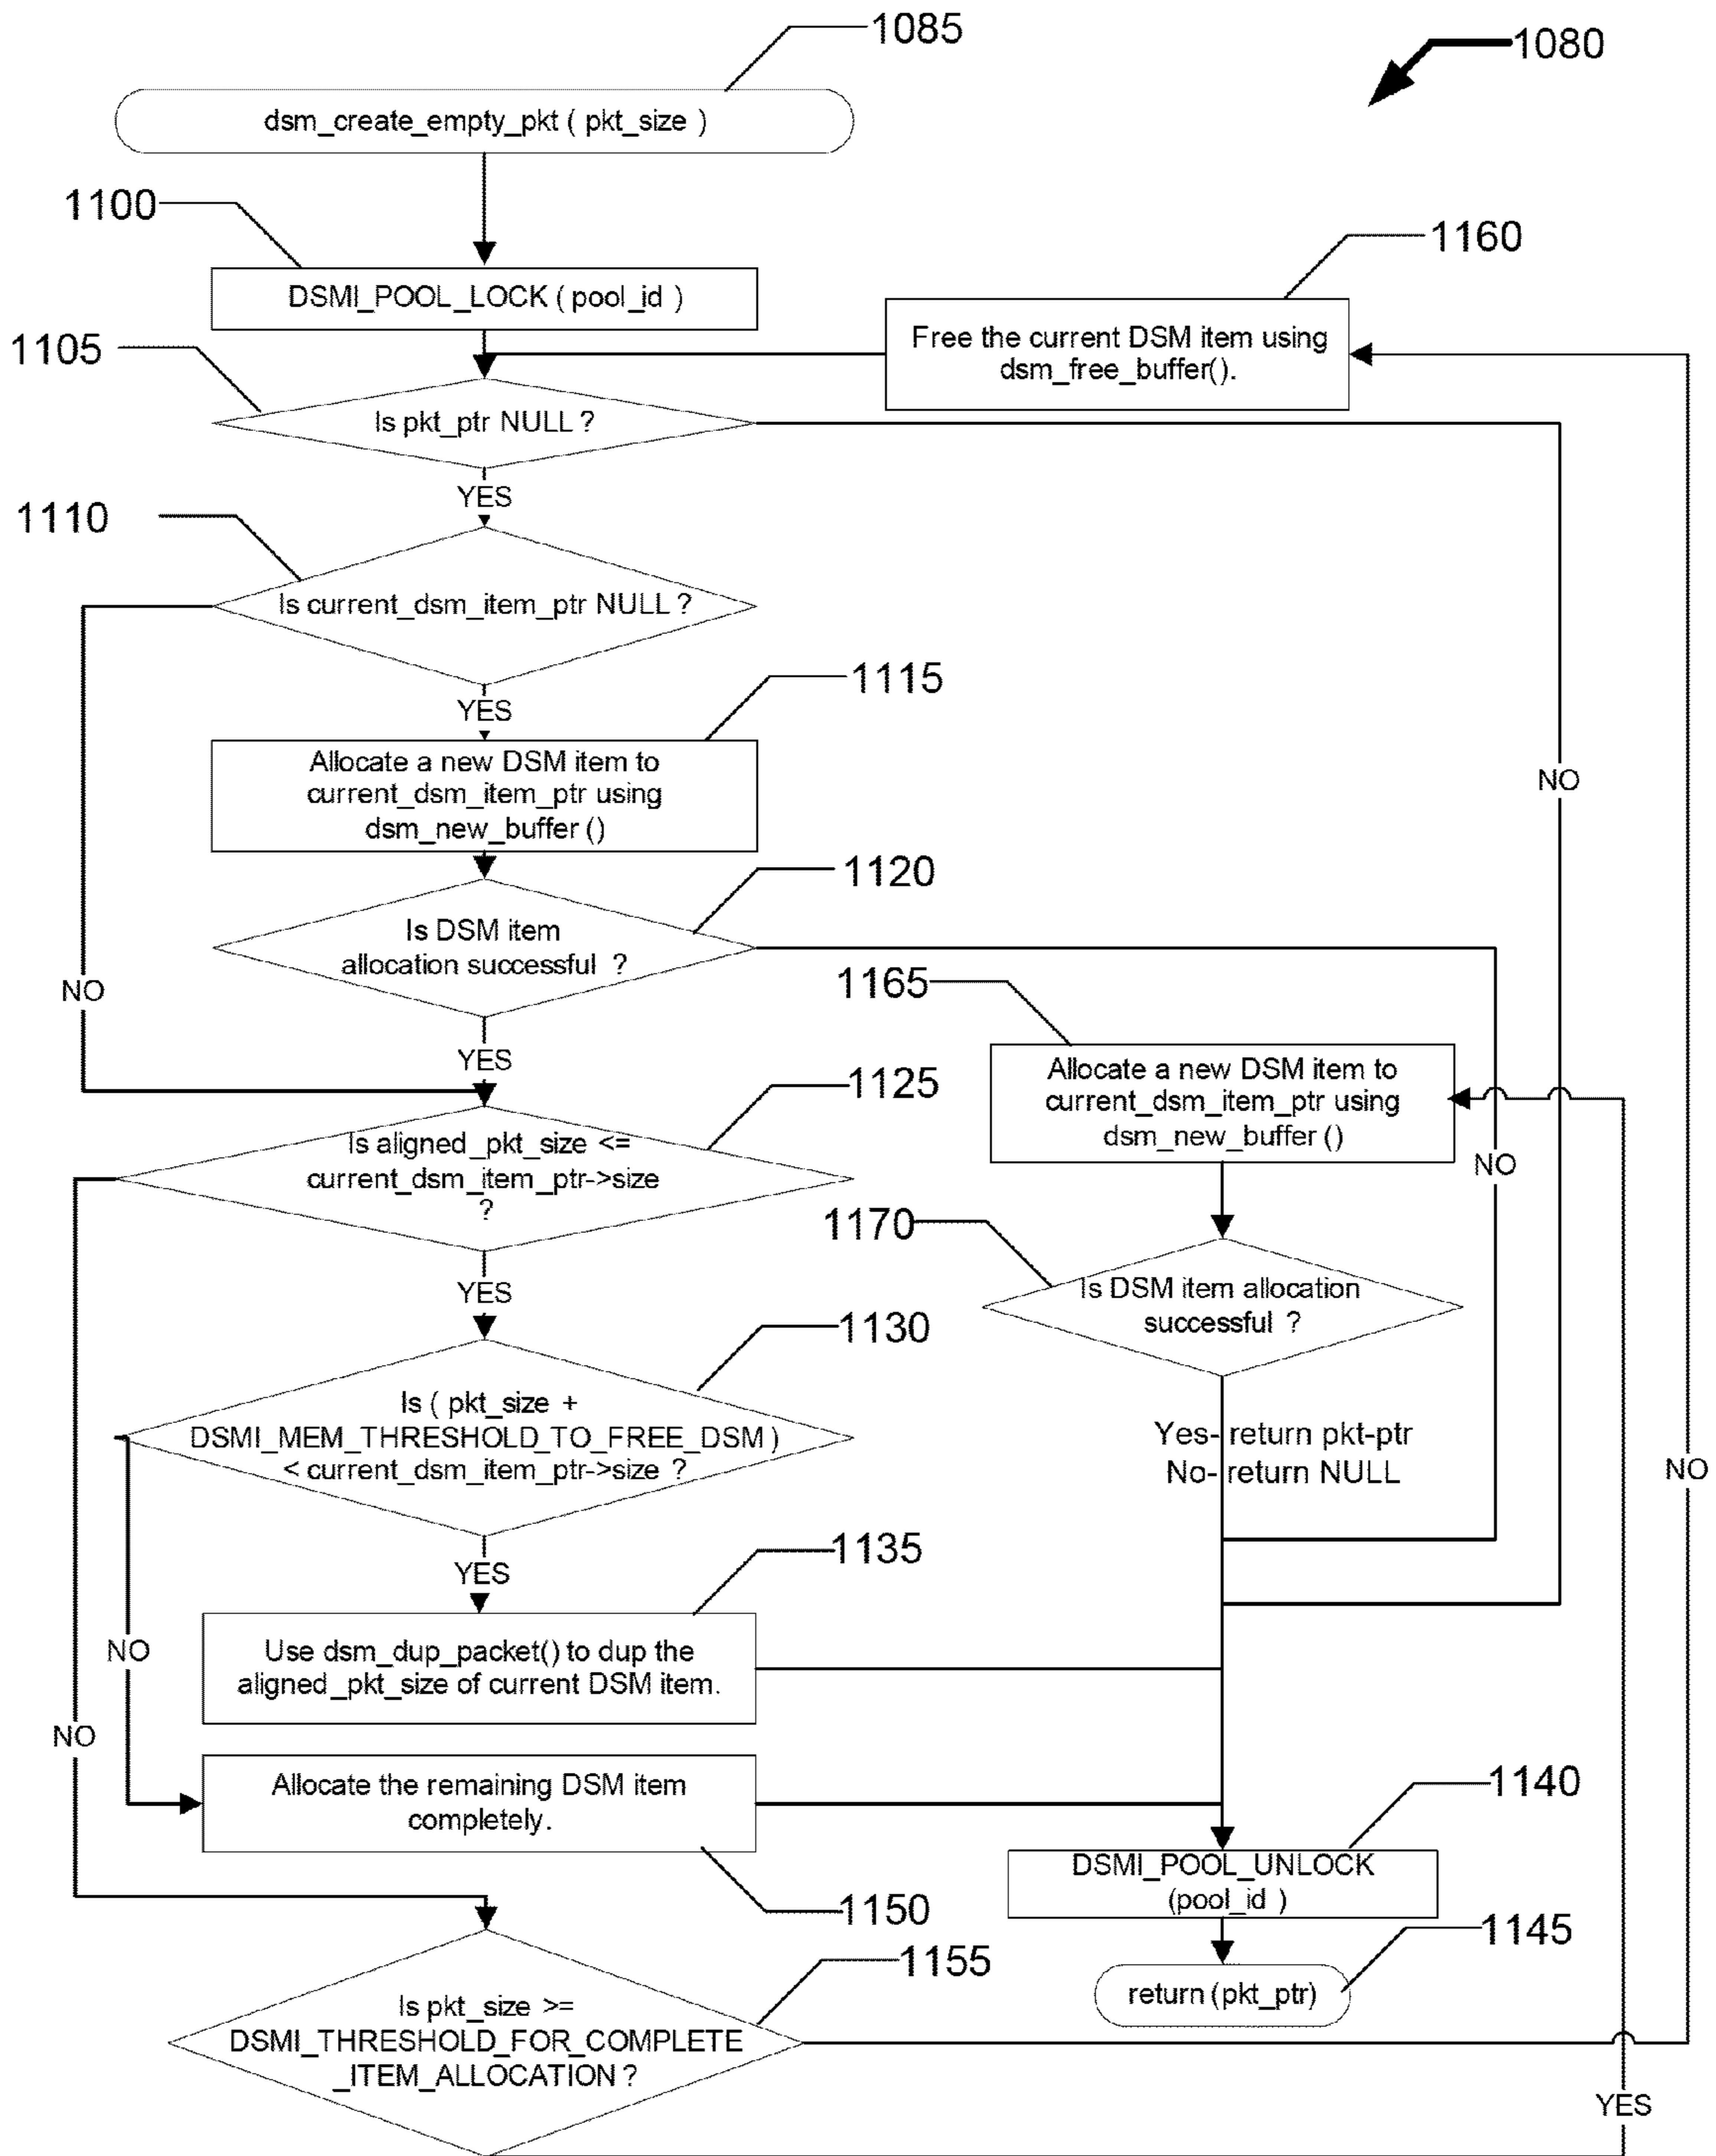 1085
1080
dsm_create_empty_pkt ( pkt_size )
1100
DSMI_POOL_LOCK ( pool_id )
1160
Free the current DSM item using
dsm_free_buffer().
1105
Is pkt_ptr NULL ?
YES
1110
Is current_dsm_item_ptr NULL ?
YES
1115
Allocate a new DSM item to
current_dsm_item_ptr using
dsm_new_buffer ()
NO
1120
Is DSM item
allocation successful ?
NO
1165
YES
Allocate a new DSM item to
current_dsm_item_ptr using
dsm_new_buffer ()
NO
1125
Is aligned_pkt_size <=
current_dsm_item_ptr->size
?
1170
YES
Is DSM item allocation
successful ?
1130
Is ( pkt_size +
DSMI_MEM_THRESHOLD_TO_FREE_DSM )
< current_dsm_item_ptr->size ?
Yes- return pkt-ptr
No- return NULL
NO
1135
YES
Use dsm_dup_packet() to dup the
aligned_pkt_size of current DSM item.
NO
NO
Allocate the remaining DSM item
completely.
1140
DSMI_POOL_UNLOCK
(pool_id )
1150
1145
return (pkt_ptr)
1155
Is pkt_size >=
DSMI_THRESHOLD_FOR_COMPLETE
_ITEM_ALLOCATION ?
YES